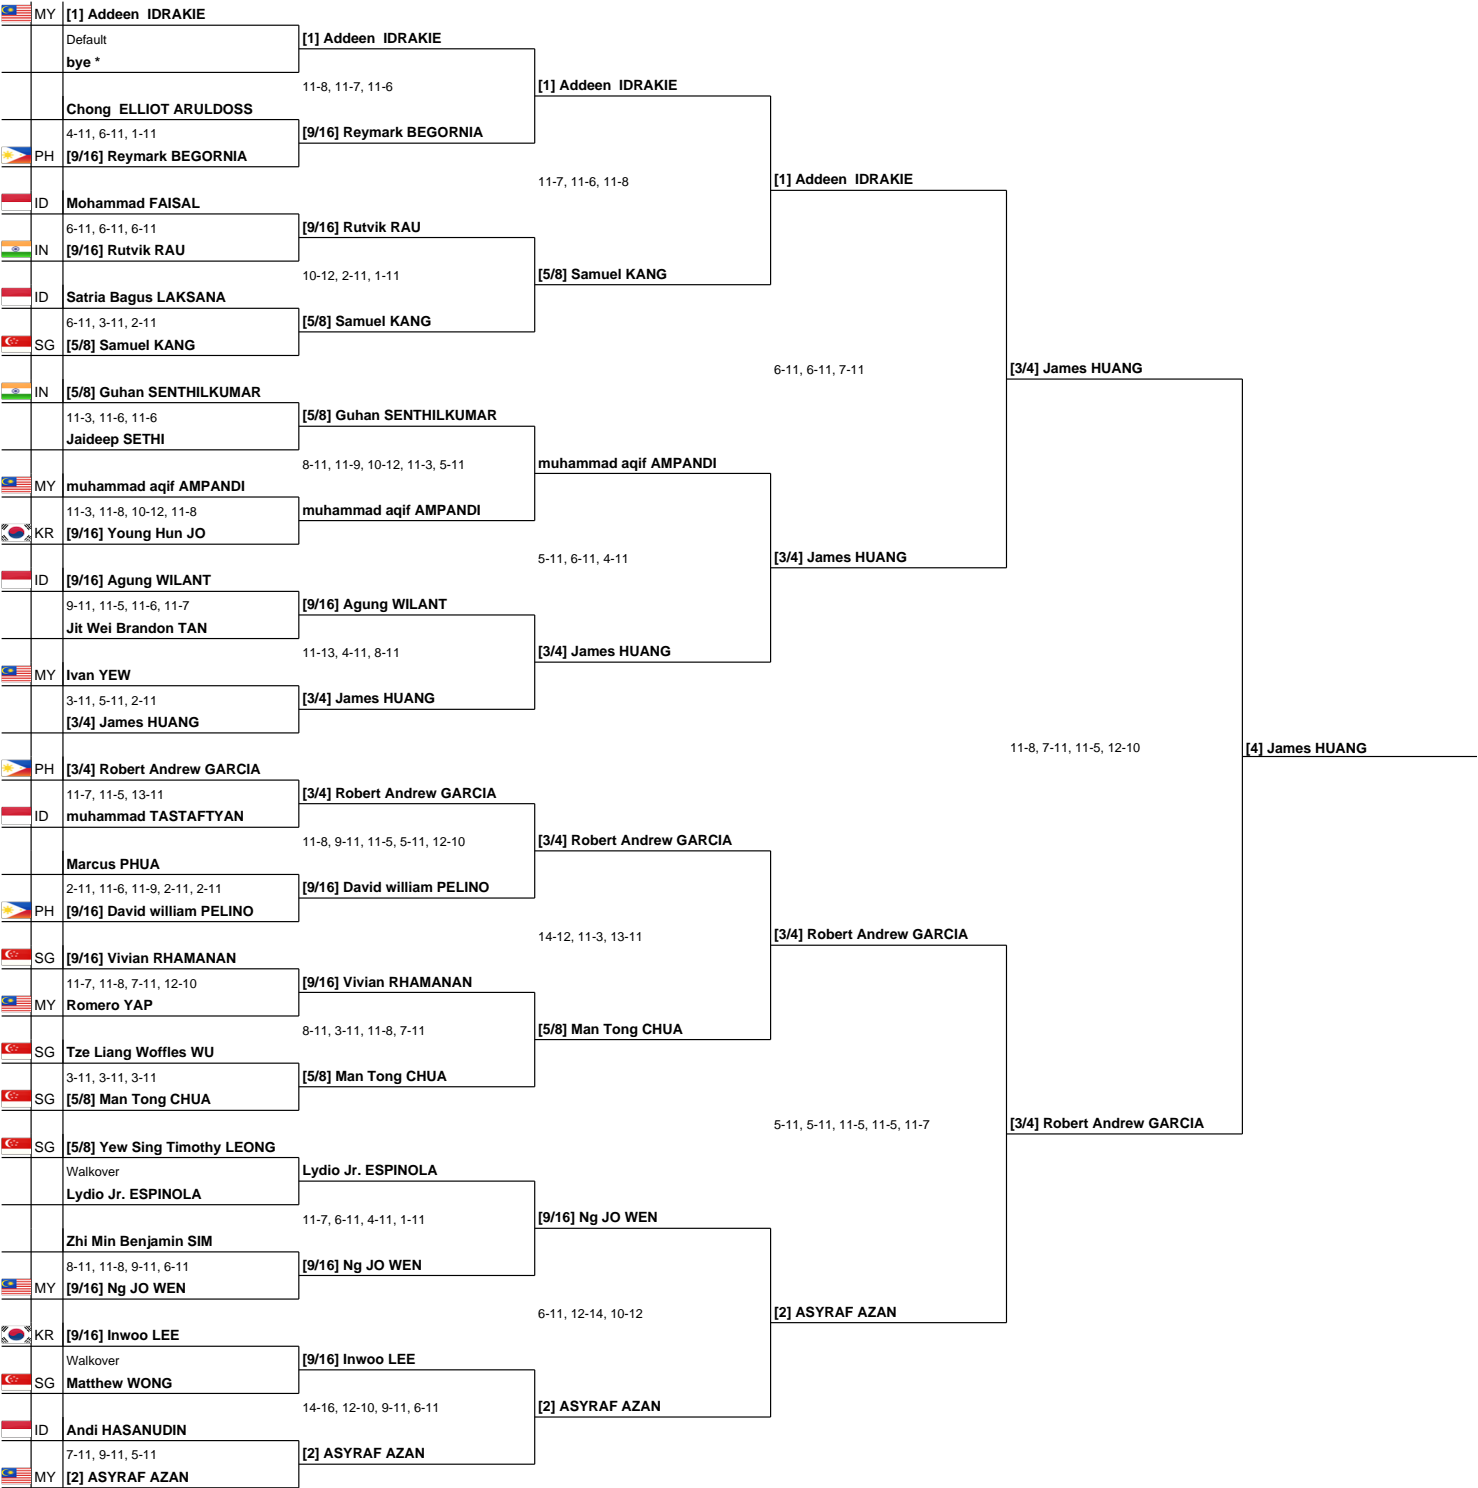 MY [1] Addeen  IDRAKIE
Default
[1] Addeen  IDRAKIE
bye *
11-8, 11-7, 11-6
[1] Addeen  IDRAKIE
Chong  ELLIOT ARULDOSS
4-11, 6-11, 1-11
[9/16] Reymark BEGORNIA
PH [9/16] Reymark BEGORNIA
11-7, 11-6, 11-8
[1] Addeen  IDRAKIE
ID Mohammad FAISAL
6-11, 6-11, 6-11
[9/16] Rutvik RAU
IN [9/16] Rutvik RAU
10-12, 2-11, 1-11
[5/8] Samuel KANG
ID Satria Bagus LAKSANA
6-11, 3-11, 2-11
[5/8] Samuel KANG
SG [5/8] Samuel KANG
6-11, 6-11, 7-11
[3/4] James HUANG
IN [5/8] Guhan SENTHILKUMAR
11-3, 11-6, 11-6
[5/8] Guhan SENTHILKUMAR
Jaideep SETHI
8-11, 11-9, 10-12, 11-3, 5-11
muhammad aqif AMPANDI
MY muhammad aqif AMPANDI
11-3, 11-8, 10-12, 11-8
muhammad aqif AMPANDI
KR [9/16] Young Hun JO
5-11, 6-11, 4-11
[3/4] James HUANG
ID [9/16] Agung WILANT
9-11, 11-5, 11-6, 11-7
[9/16] Agung WILANT
Jit Wei Brandon TAN
11-13, 4-11, 8-11
[3/4] James HUANG
MY Ivan YEW
3-11, 5-11, 2-11
[3/4] James HUANG
[3/4] James HUANG
11-8, 7-11, 11-5, 12-10
[4] James HUANG
PH [3/4] Robert Andrew GARCIA
11-7, 11-5, 13-11
[3/4] Robert Andrew GARCIA
ID muhammad TASTAFTYAN
11-8, 9-11, 11-5, 5-11, 12-10
[3/4] Robert Andrew GARCIA
Marcus PHUA
2-11, 11-6, 11-9, 2-11, 2-11
[9/16] David william PELINO
PH [9/16] David william PELINO
14-12, 11-3, 13-11
[3/4] Robert Andrew GARCIA
SG [9/16] Vivian RHAMANAN
11-7, 11-8, 7-11, 12-10
[9/16] Vivian RHAMANAN
MY Romero YAP
8-11, 3-11, 11-8, 7-11
[5/8] Man Tong CHUA
SG Tze Liang Woffles WU
3-11, 3-11, 3-11
[5/8] Man Tong CHUA
SG [5/8] Man Tong CHUA
5-11, 5-11, 11-5, 11-5, 11-7
[3/4] Robert Andrew GARCIA
SG [5/8] Yew Sing Timothy LEONG
Walkover
Lydio Jr. ESPINOLA
Lydio Jr. ESPINOLA
11-7, 6-11, 4-11, 1-11
[9/16] Ng JO WEN
Zhi Min Benjamin SIM
8-11, 11-8, 9-11, 6-11
[9/16] Ng JO WEN
MY [9/16] Ng JO WEN
6-11, 12-14, 10-12
[2] ASYRAF AZAN
KR [9/16] Inwoo LEE
Walkover
[9/16] Inwoo LEE
SG Matthew WONG
14-16, 12-10, 9-11, 6-11
[2] ASYRAF AZAN
ID Andi HASANUDIN
7-11, 9-11, 5-11
[2] ASYRAF AZAN
MY [2] ASYRAF AZAN